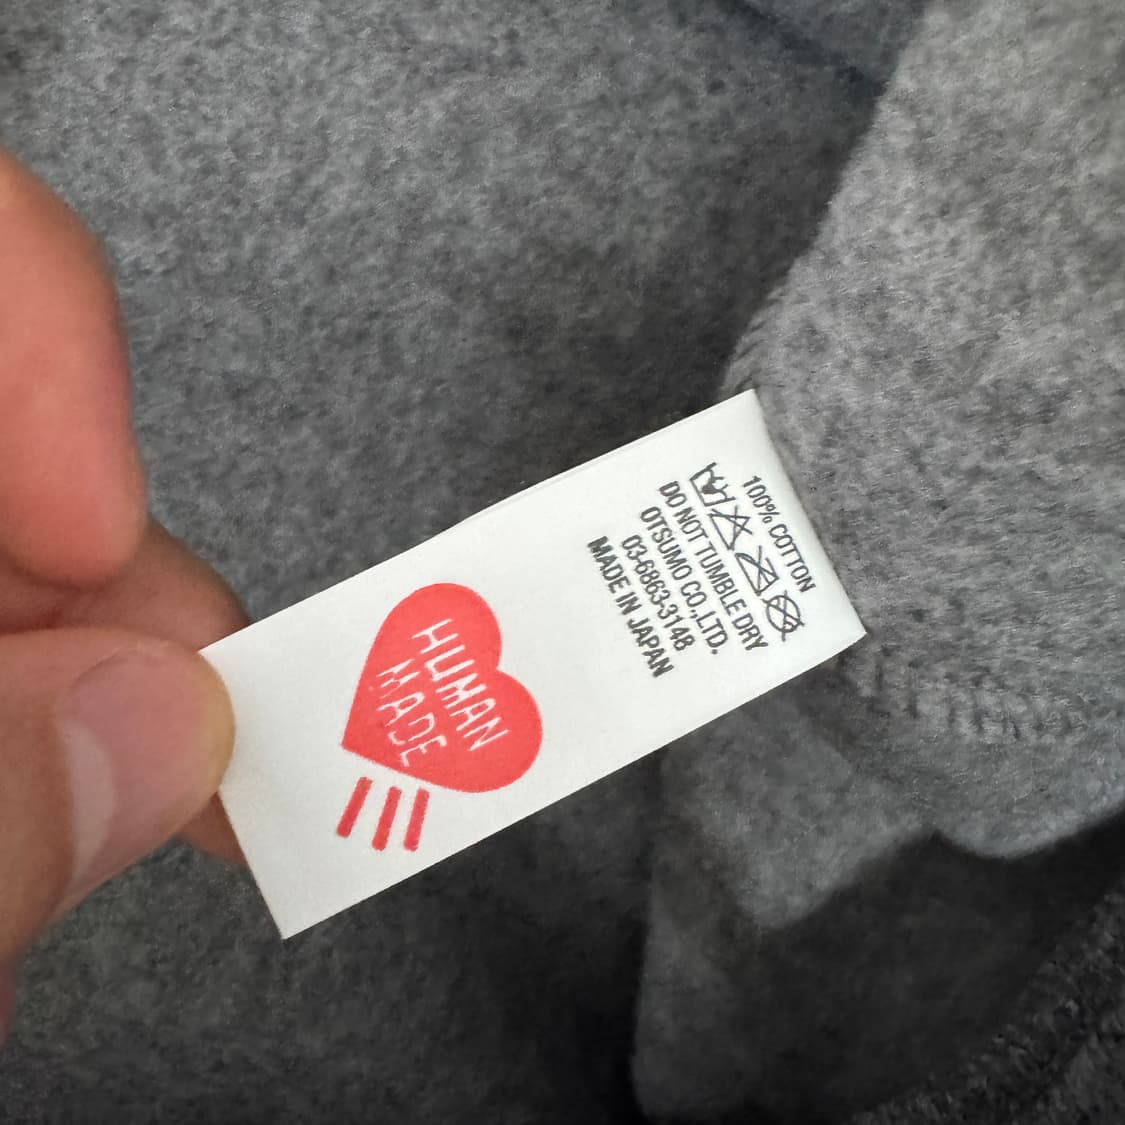 100% COTTON
DO NOT TUMBLE DRY
OTSUMO CO.,LTD.
03-6863-3148
MADE IN JAPAN
HUMAN
MADE